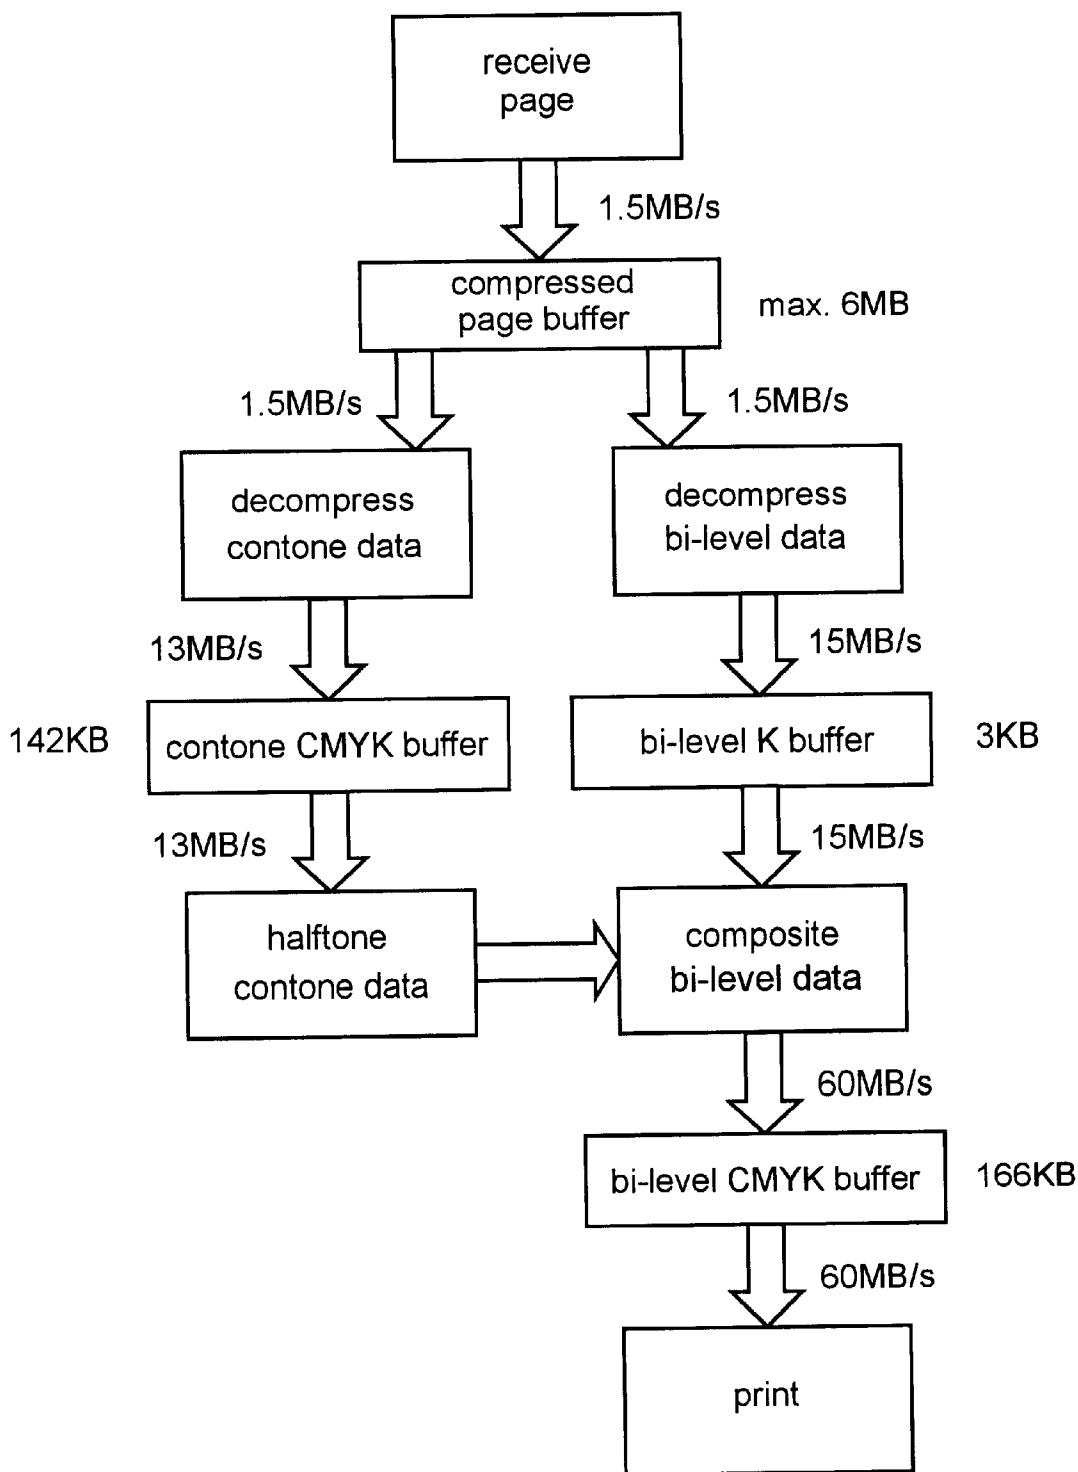 receive
page
1.5MB/s
compressed
page buffer
max. 6MB
1.5MB/s
1.5MB/s
decompress
contone data
decompress
bi-level data
13MB/s
15MB/s
142KB
contone CMYK buffer
bi-level K buffer
3KB
13MB/s
15MB/s
halftone
contone data
composite
bi-level data
60MB/s
bi-level CMYK buffer
166KB
60MB/s
print